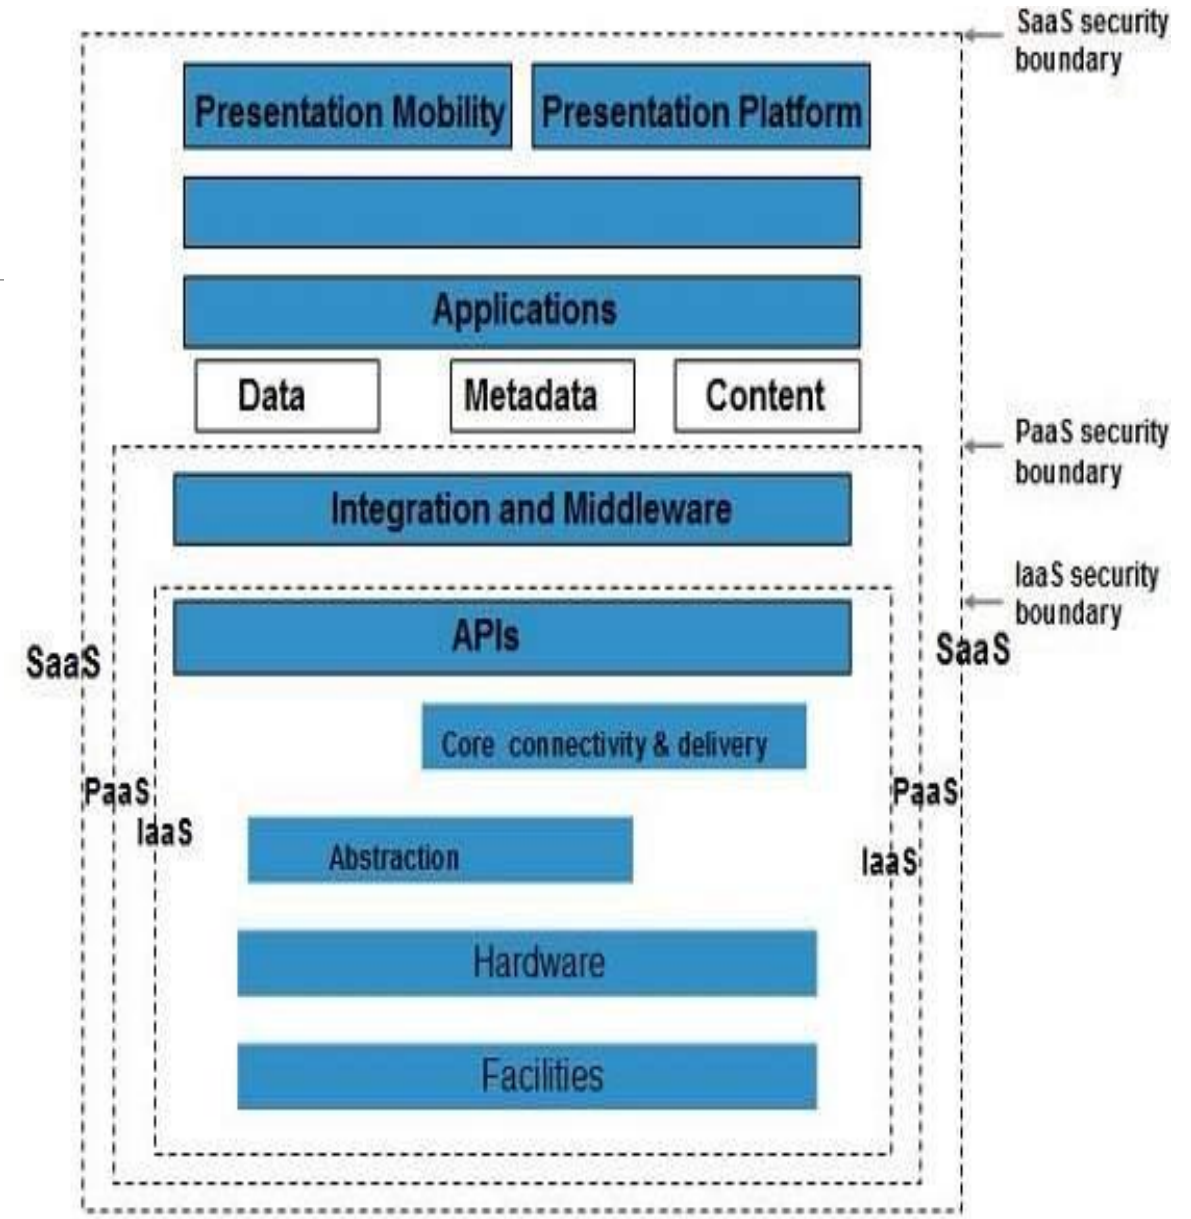 SaaS security
boundary
Presentation Mobility
Presentation Platform
Applications
Data
Metadata
Content
PaaS security
boundary
Integration and Middleware
IaaS security
boundary
APIs
SaaS
SaaS
Core connectivity & delivery
PaaS
PaaS
IaaS
Abstraction
IaaS
Hardware
Facilities